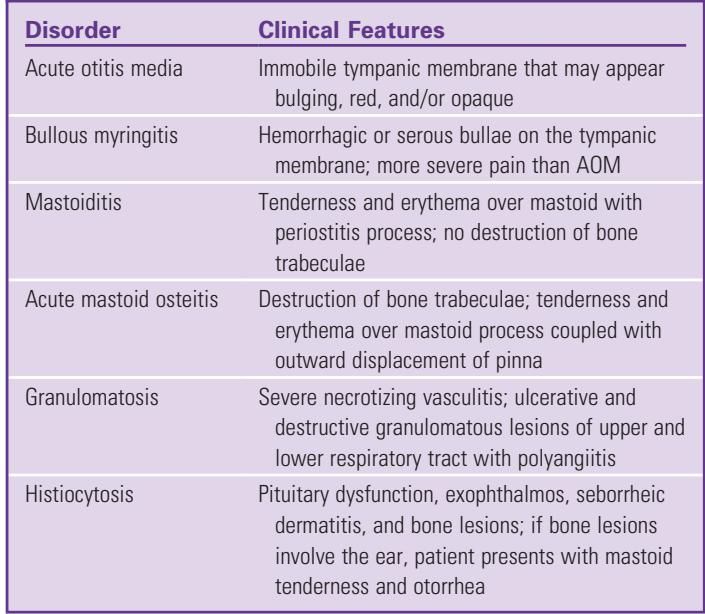 Disorder Clinical Features
Acute otitis media Immobile tympanic membrane that may appear
bulging, red, and/or opaque
Bullous myringitis Hemorrhagic or serous bullae on the tympanic
membrane; more severe pain than AOM
Mastoiditis Tenderness and erythema over mastoid with
periostitis process; no destruction of bone
trabeculae
Acute mastoid osteitis Destruction of bone trabeculae; tenderness and
erythema over mastoid process coupled with
outward displacement of pinna
Granulomatosis Severe necrotizing vasculitis; ulcerative and
destructive granulomatous lesions of upper and
lower respiratory tract with polyangiitis
Histiocytosis Pituitary dysfunction, exophthalmos, seborrheic
dermatitis, and bone lesions; if bone lesions
involve the ear, patient presents with mastoid
tenderness and otorrhea